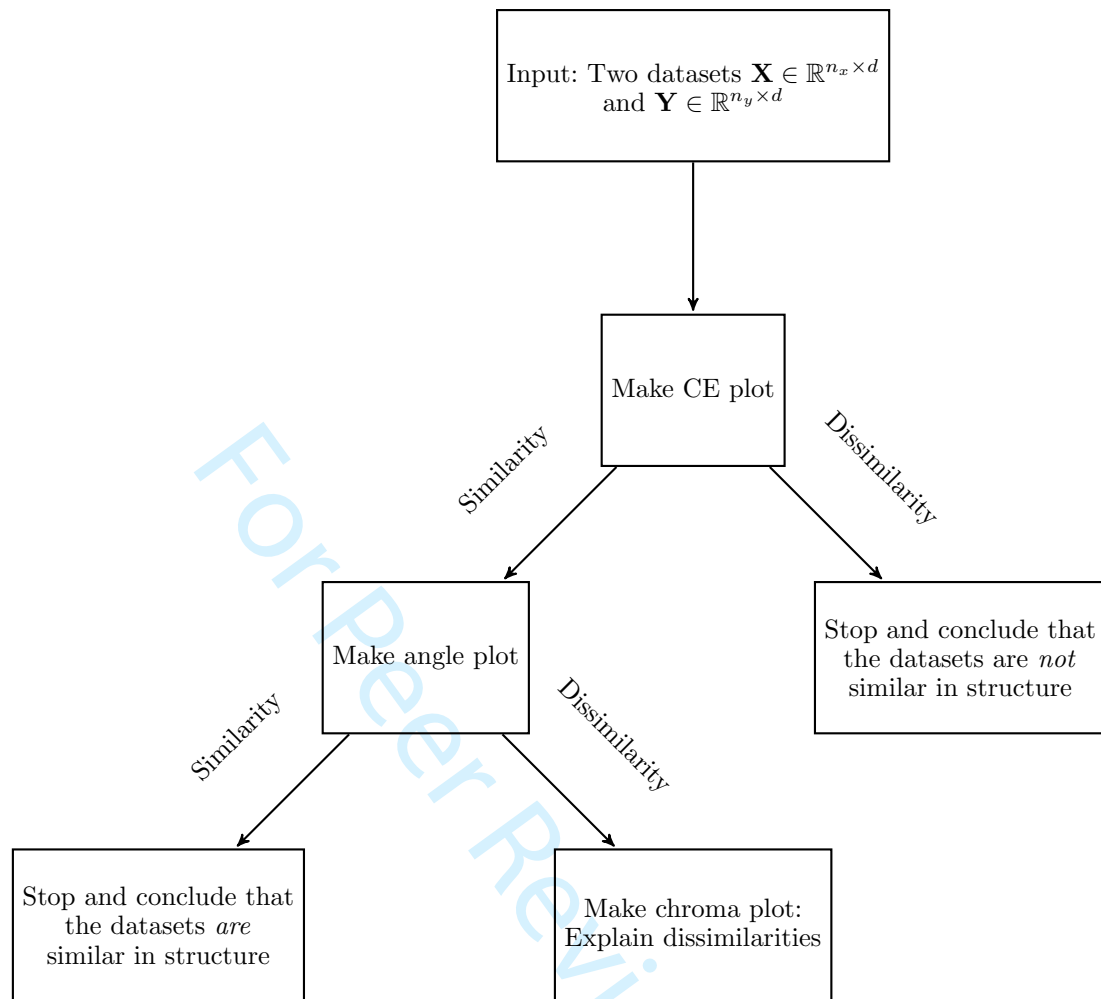 Input: Two datasets X ∈ ℝ^{n_x×d}
and Y ∈ ℝ^{n_y×d}
Make CE plot
Similarity
Dissimilarity
Make angle plot
Stop and conclude that
the datasets are not
similar in structure
Similarity
Dissimilarity
Stop and conclude that
the datasets are
similar in structure
Make chroma plot:
Explain dissimilarities
For Peer Revi